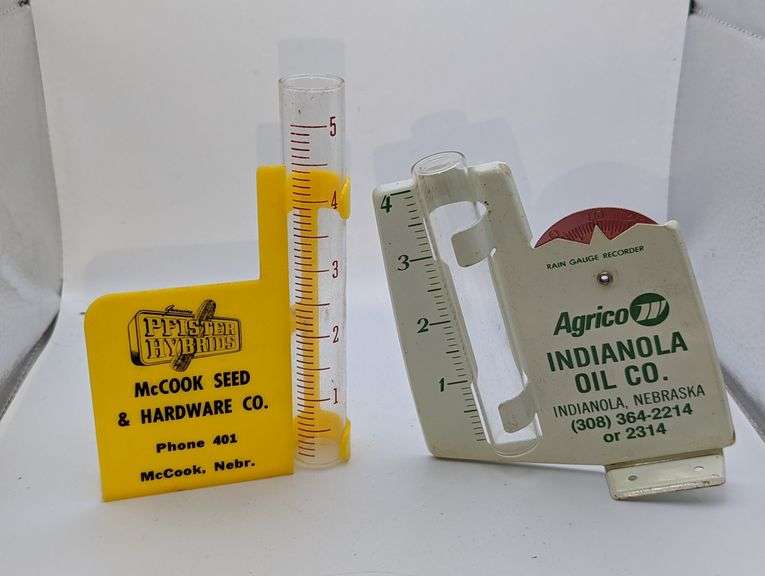 PFISTER
HYBRIDS
McCOOK SEED
& HARDWARE CO.
Phone 401
McCook, Nebr.
5
4
3
2
1
4
3
2
1
RAIN GAUGE RECORDER
Agrico
INDIANOLA
OIL CO.
INDIANOLA, NEBRASKA
(308) 364-2214
or 2314